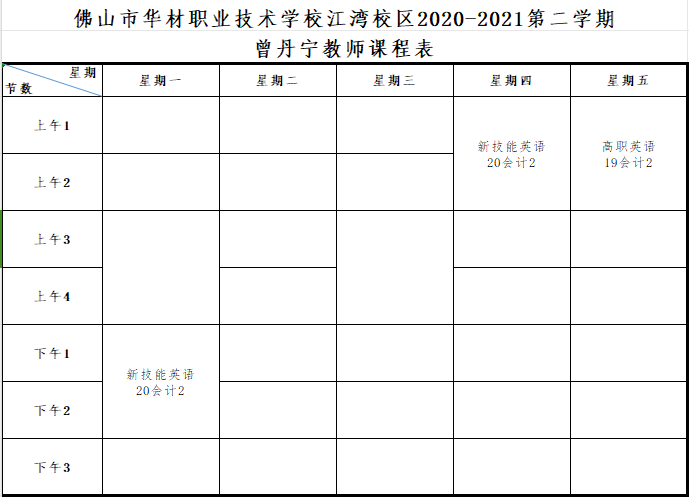 佛山市华材职业技术学校江湾校区2020-2021第二学期
曾丹宁教师课程表
星期
节数
星期一
星期二
星期三
星期四
星期五
上午1
新技能英语
20会计2
高职英语
19会计2
上午2
上午3
上午4
下午1
新技能英语
20会计2
下午2
下午3